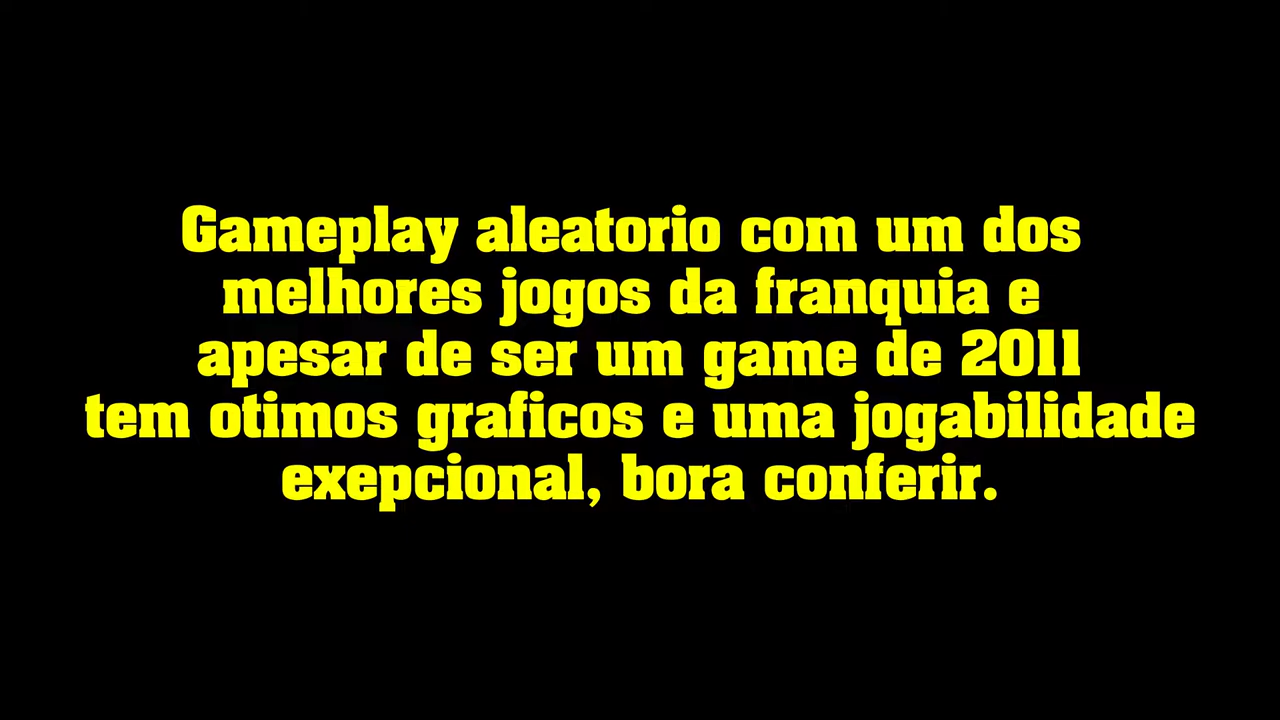 Gameplay aleatorio com um dos
melhores jogos da franquia e
apesar de ser um game de 2011
tem otimos graficos e uma jogabilidade
exepcional, bora conferir.